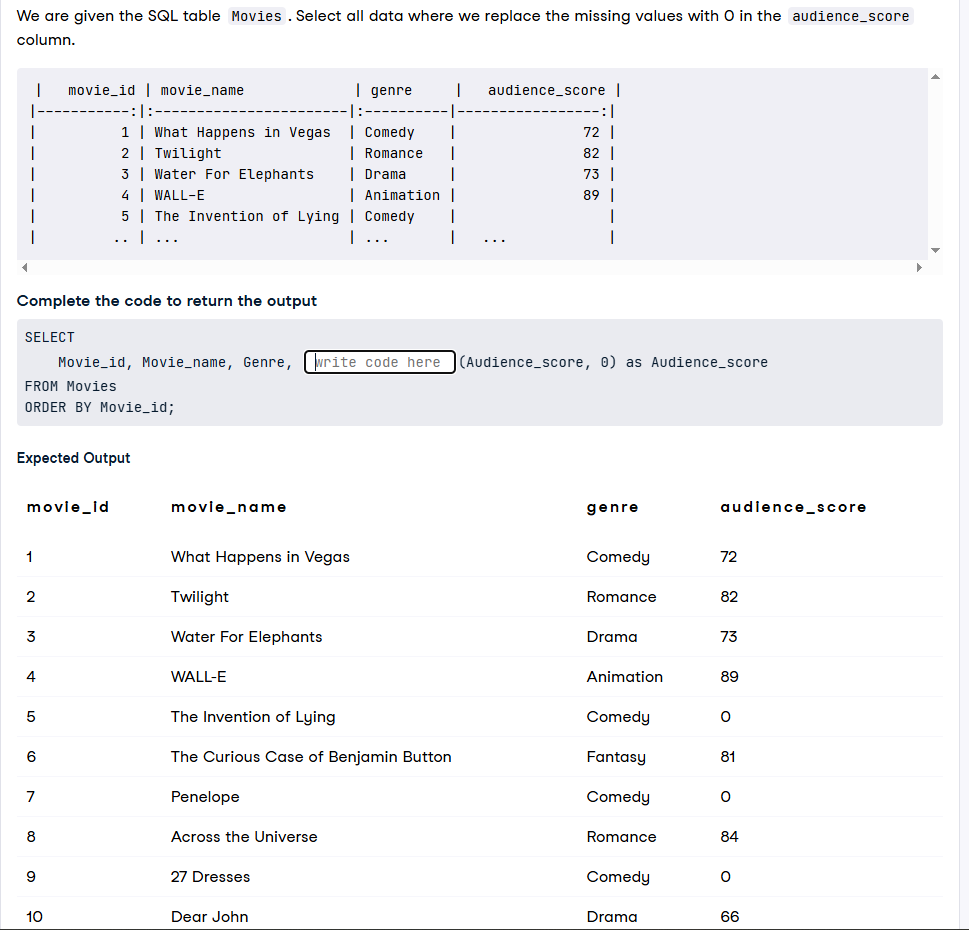 We are given the SQL table Movies . Select all data where we replace the missing values with 0 in the audience_score
column.
| movie_id | movie_name | genre | audience_score |
|-----------:|:-----------------------|:----------|-----------------:|
| 1 | What Happens in Vegas | Comedy | 72 |
| 2 | Twilight | Romance | 82 |
| 3 | Water For Elephants | Drama | 73 |
| 4 | WALL-E | Animation | 89 |
| 5 | The Invention of Lying | Comedy | |
| .. | ... | ... | ... |
Complete the code to return the output
SELECT
Movie_id, Movie_name, Genre, write code here (Audience_score, 0) as Audience_score
FROM Movies
ORDER BY Movie_id;
Expected Output
movie_id movie_name genre audience_score
1 What Happens in Vegas Comedy 72
2 Twilight Romance 82
3 Water For Elephants Drama 73
4 WALL-E Animation 89
5 The Invention of Lying Comedy 0
6 The Curious Case of Benjamin Button Fantasy 81
7 Penelope Comedy 0
8 Across the Universe Romance 84
9 27 Dresses Comedy 0
10 Dear John Drama 66